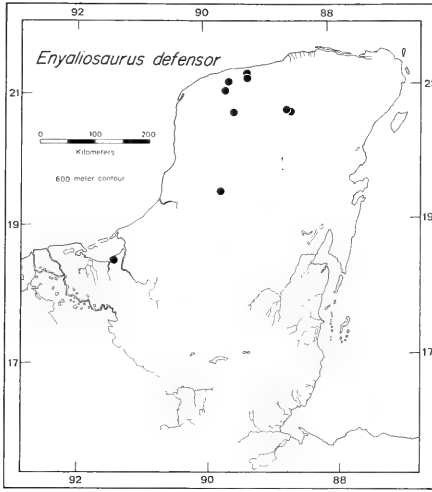 92 90 88
Enyaliosaurus defensor
21 21
0 100 200
Kilometers
600 meter contour
19 19
17 17
92 90 88